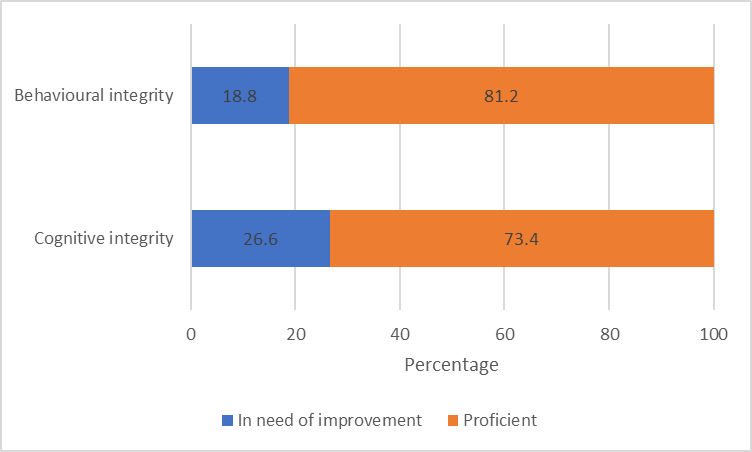 Behavioural integrity 18.8 81.2
Cognitive integrity 26.6 73.4
0 20 40 60 80 100
Percentage
In need of improvement Proficient